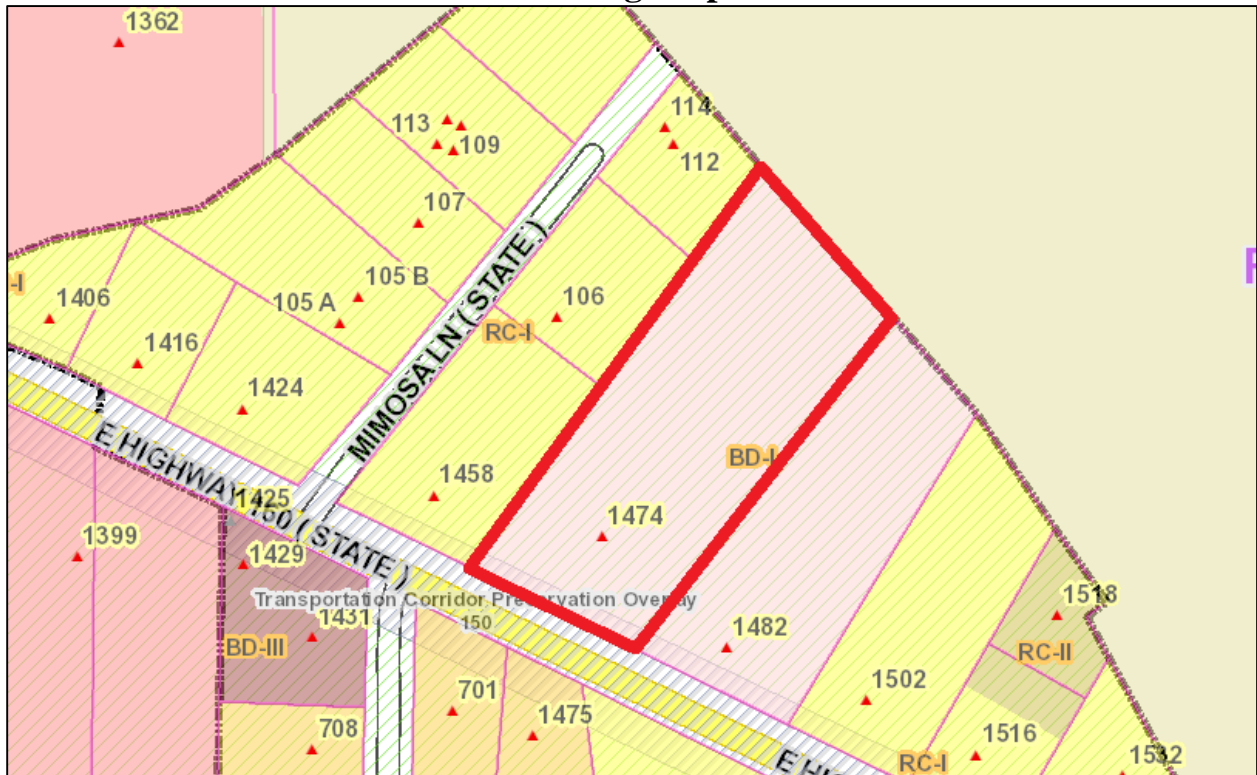 1362
114
113
109
112
107
105 B
106
1406
105 A
RC-I
-I
MIMOSA LN ( STATE )
1416
1424
BD-I
1458
E HIGHWAY 150 ( STATE )
1425
1474
1399
1429
Transportation Corridor Preservation Overlay
150
1431
1482
1518
BD-III
RC-II
701
1502
708
1475
1516
RC-I
1532